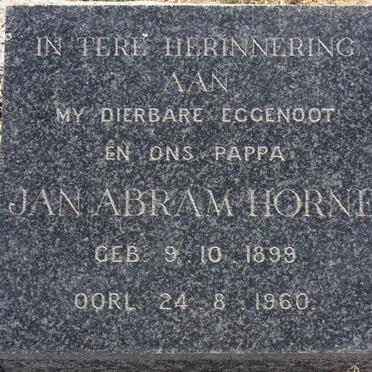 IN TERE HERINNERING
AAN
MY DIERBARE EGGENOOT
EN ONS PAPPA
JAN ABRAM HORNE
GEB. 9.10.1899
OORL. 24.8.1960.